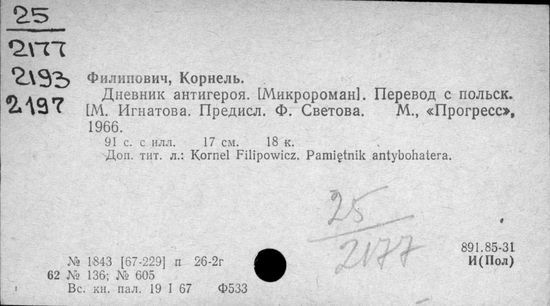 25
2177
2193
2197
Филипович, Корнель.
Дневник антигероя. [Микророман]. Перевод с польск.
[М. Игнатова. Предисл. Ф. Светова. М., «Прогресс»,
1966.
91 с. с илл. 17 см. 18 к.
Доп. тит. л.: Kornel Filipowicz. Pamiętnik antybohatera.
25
2177
891.85-31
И(Пол)
№ 1843 [67-229] п 26-2г
62 № 136; № 605
Вс. кн. пал. 19 I 67 Ф533